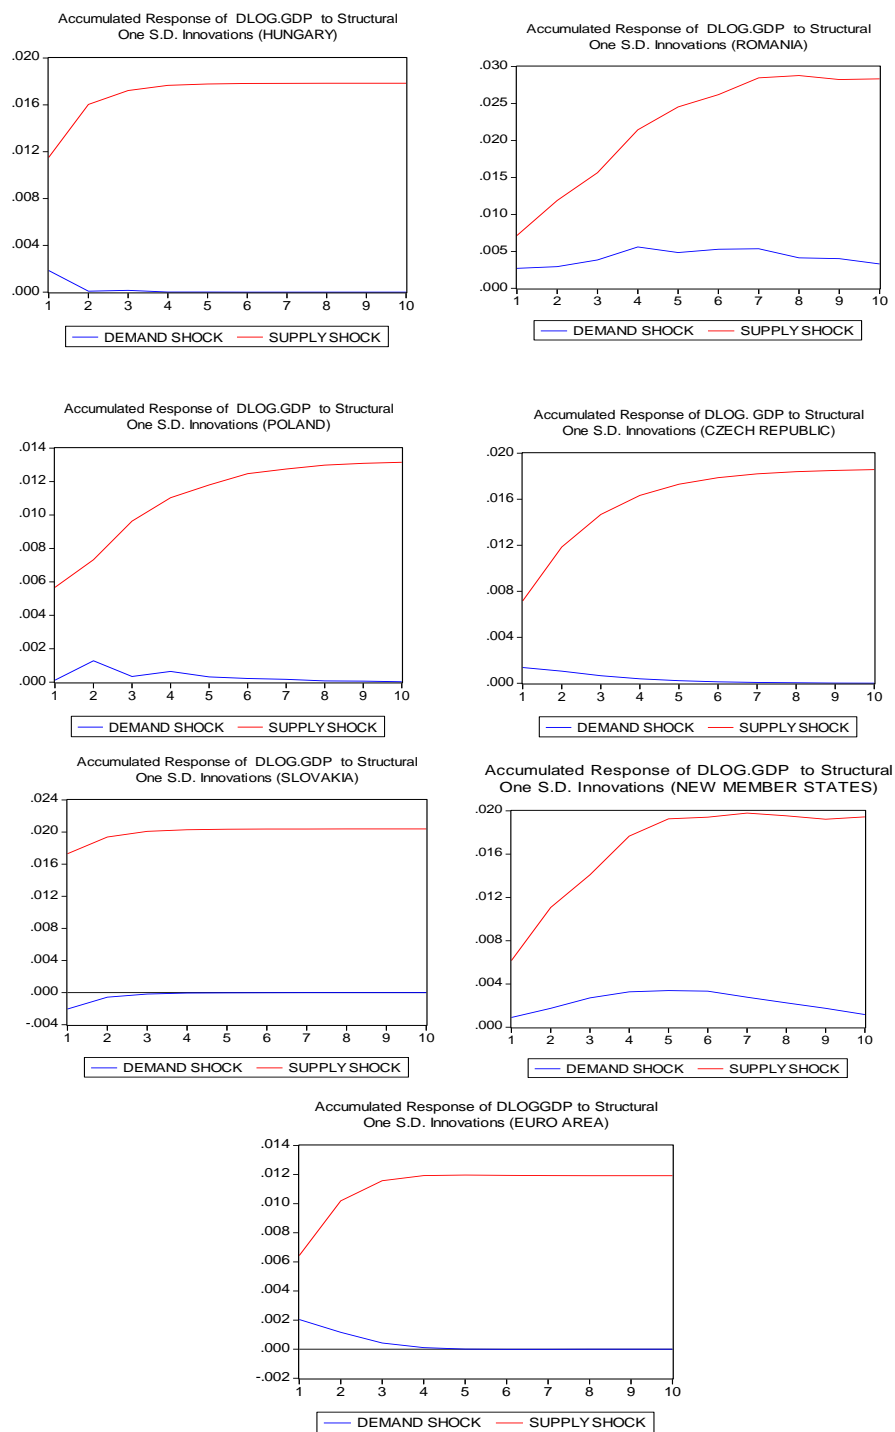 Accumulated Response of DLOG.GDP to Structural
One S.D. Innovations (HUNGARY)
.020
.016
.012
.008
.004
.000
1 2 3 4 5 6 7 8 9 10
DEMAND SHOCK SUPPLY SHOCK
Accumulated Response of DLOG.GDP to Structural
One S.D. Innovations (ROMANIA)
.030
.025
.020
.015
.010
.005
.000
1 2 3 4 5 6 7 8 9 10
DEMAND SHOCK SUPPLY SHOCK
Accumulated Response of DLOG.GDP to Structural
One S.D. Innovations (POLAND)
.014
.012
.010
.008
.006
.004
.002
.000
1 2 3 4 5 6 7 8 9 10
DEMAND SHOCK SUPPLY SHOCK
Accumulated Response of DLOG. GDP to Structural
One S.D. Innovations (CZECH REPUBLIC)
.020
.016
.012
.008
.004
.000
1 2 3 4 5 6 7 8 9 10
DEMAND SHOCK SUPPLY SHOCK
Accumulated Response of DLOG.GDP to Structural
One S.D. Innovations (SLOVAKIA)
.024
.020
.016
.012
.008
.004
.000
-.004
1 2 3 4 5 6 7 8 9 10
DEMAND SHOCK SUPPLY SHOCK
Accumulated Response of DLOG.GDP to Structural
One S.D. Innovations (NEW MEMBER STATES)
.020
.016
.012
.008
.004
.000
1 2 3 4 5 6 7 8 9 10
DEMAND SHOCK SUPPLY SHOCK
Accumulated Response of DLOGGDP to Structural
One S.D. Innovations (EURO AREA)
.014
.012
.010
.008
.006
.004
.002
.000
-.002
1 2 3 4 5 6 7 8 9 10
DEMAND SHOCK SUPPLY SHOCK